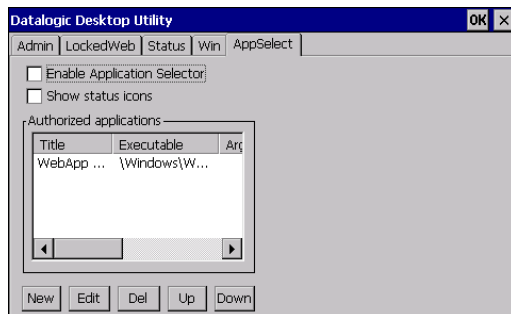 Datalogic Desktop Utility OK ×
Admin LockedWeb Status Win AppSelect
Enable Application Selector
Show status icons
Authorized applications
Title Executable Arg
WebApp ... \Windows\W...
New Edit Del Up Down